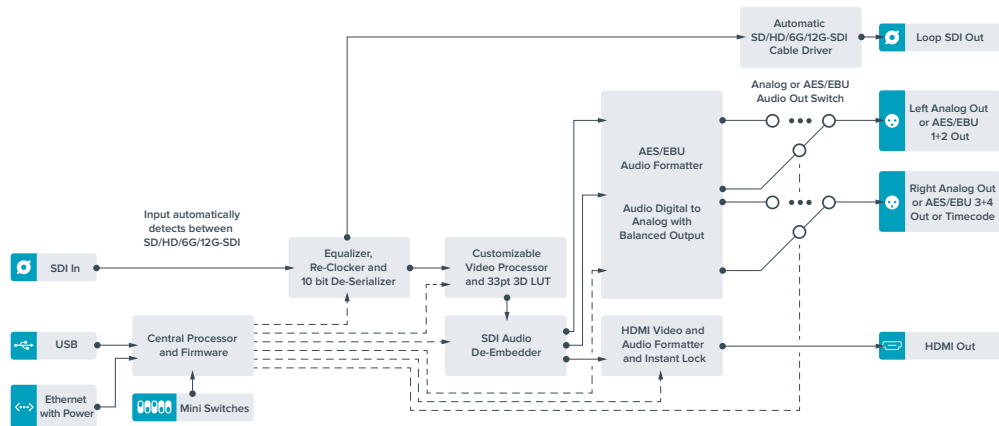 Automatic
SD/HD/6G/12G-SDI
Cable Driver
Loop SDI Out
Analog or AES/EBU
Audio Out Switch
Left Analog Out
or AES/EBU
1+2 Out
AES/EBU
Audio Formatter
Audio Digital to
Analog with
Balanced Output
Right Analog Out
or AES/EBU 3+4
Out or Timecode
Input automatically
detects between
SD/HD/6G/12G-SDI
SDI In
Equalizer,
Re-Clocker and
10 bit De-Serializer
Customizable
Video Processor
and 33pt 3D LUT
USB
Central Processor
and Firmware
SDI Audio
De-Embedder
HDMI Video and
Audio Formatter
and Instant Lock
HDMI Out
Ethernet
with Power
Mini Switches